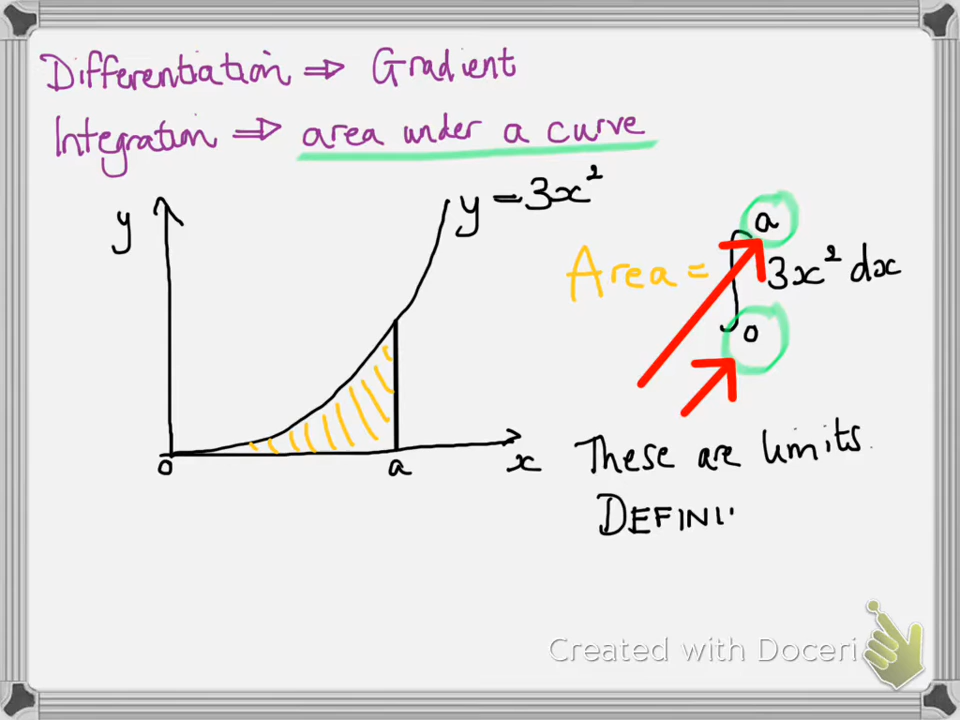 Differentiation ⇒ Gradient
Integration ⇒ area under a curve
y
y = 3x²
Area = ∫₀ᵃ 3x² dx
0
a
x
These are limits
DEFINI
Created with Doceri